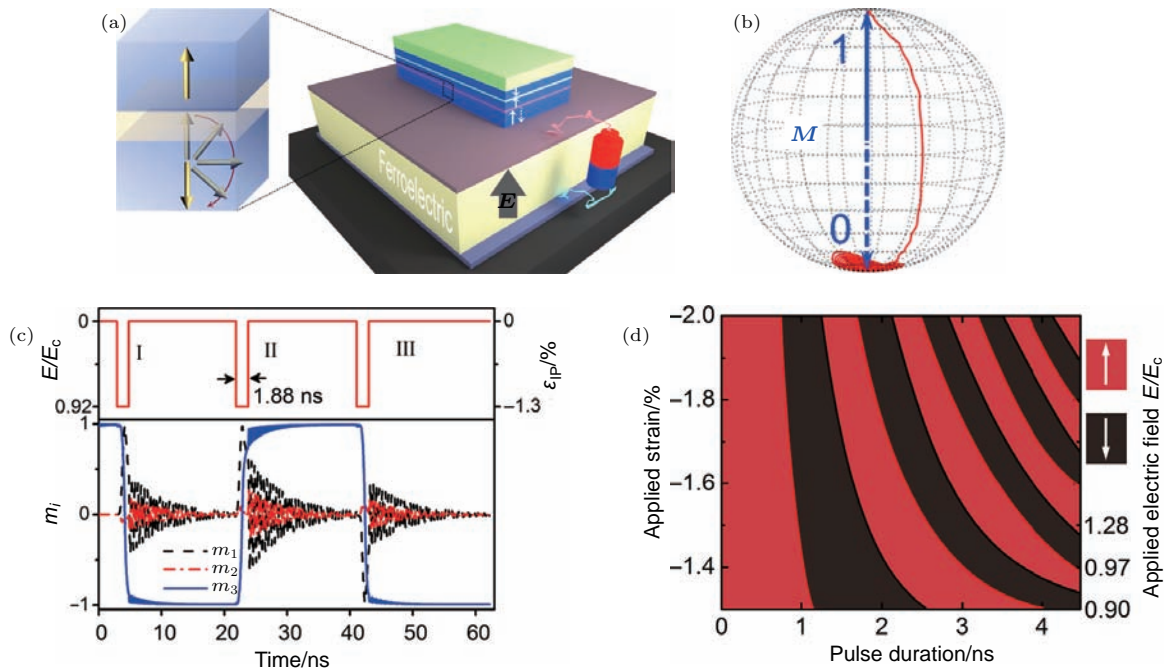 (a)
Ferroelectric
E
(b)
1
M
0
(c)
E/Ec
0
0.92
I
II
III
1.88 ns
0
-1.3
εIP/%
mi
1
0
-1
m1
m2
m3
0 10 20 30 40 50 60
Time/ns
(d)
Applied strain/%
-2.0
-1.8
-1.6
-1.4
1.28
0.97
0.90
Applied electric field E/Ec
0 1 2 3 4
Pulse duration/ns